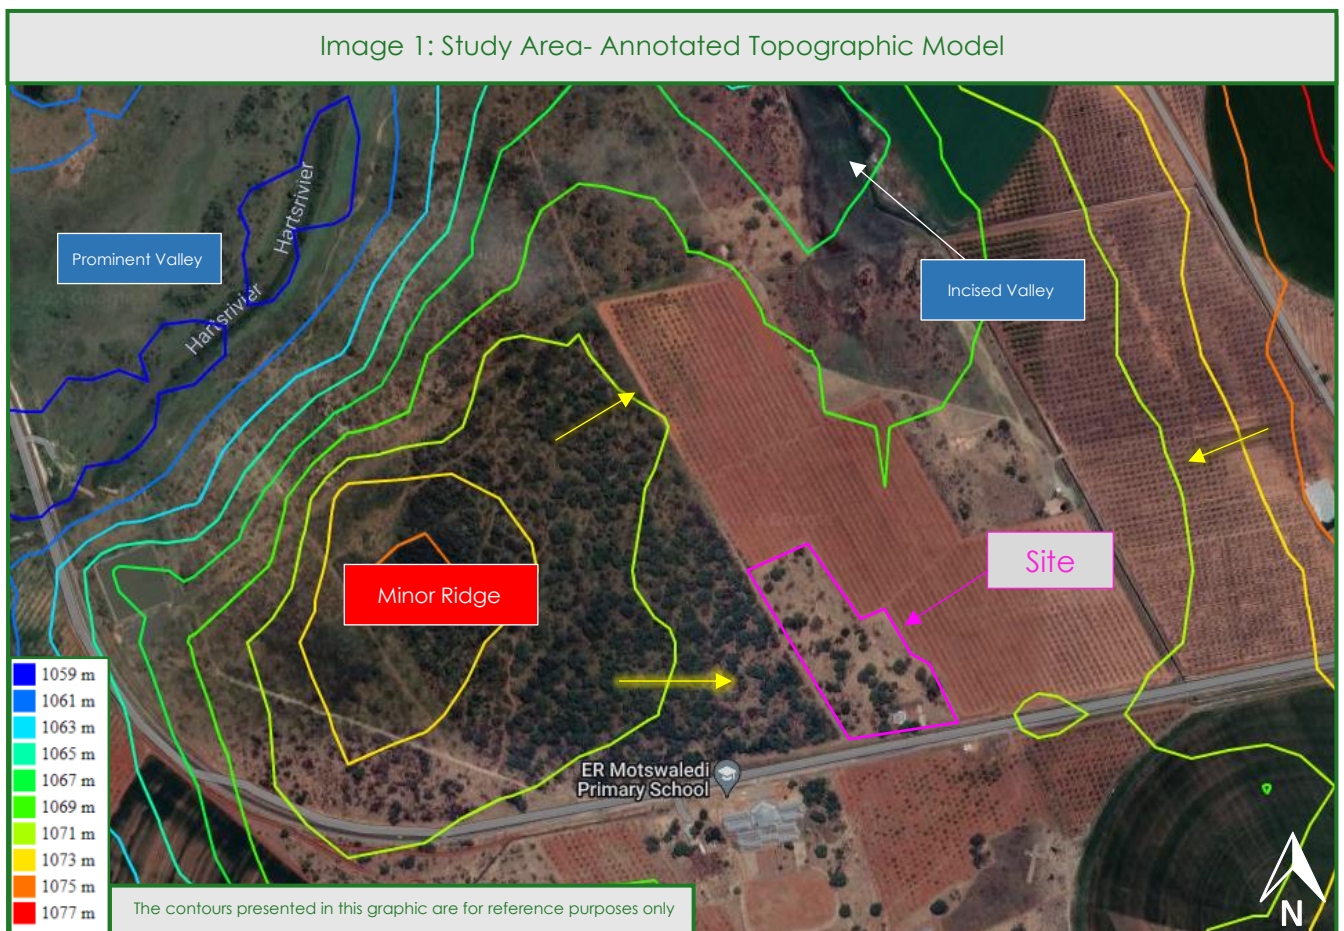 Image 1: Study Area- Annotated Topographic Model
Hartsrivier
Prominent Valley
Incised Valley
Hartsrivier
Site
Minor Ridge
1059 m
1061 m
1063 m
1065 m
1067 m
1069 m
1071 m
1073 m
1075 m
1077 m
ER Motswaledi
Primary School
The contours presented in this graphic are for reference purposes only
N